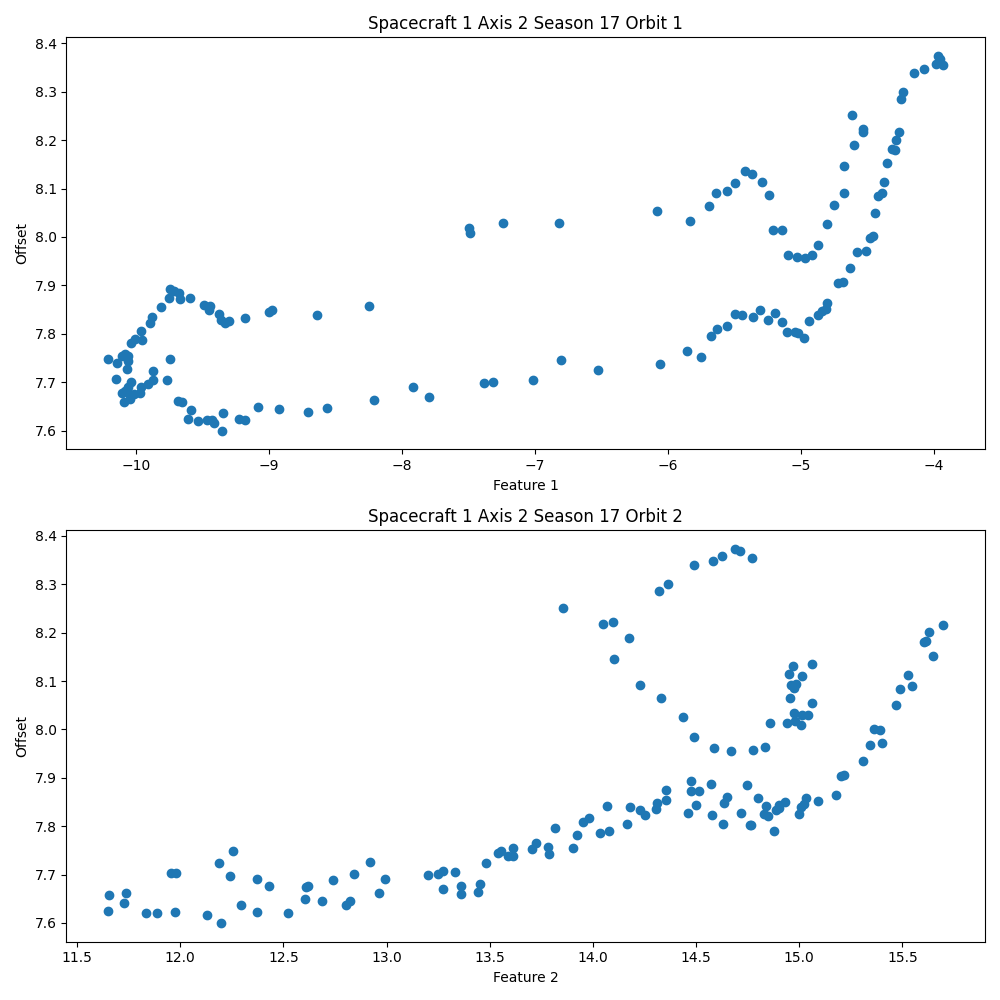 Spacecraft 1 Axis 2 Season 17 Orbit 1
8.4
8.3
8.2
8.1
8.0
7.9
7.8
7.7
7.6
Offset
−10 −9 −8 −7 −6 −5 −4
Feature 1
Spacecraft 1 Axis 2 Season 17 Orbit 2
8.4
8.3
8.2
8.1
8.0
7.9
7.8
7.7
7.6
Offset
11.5 12.0 12.5 13.0 13.5 14.0 14.5 15.0 15.5
Feature 2